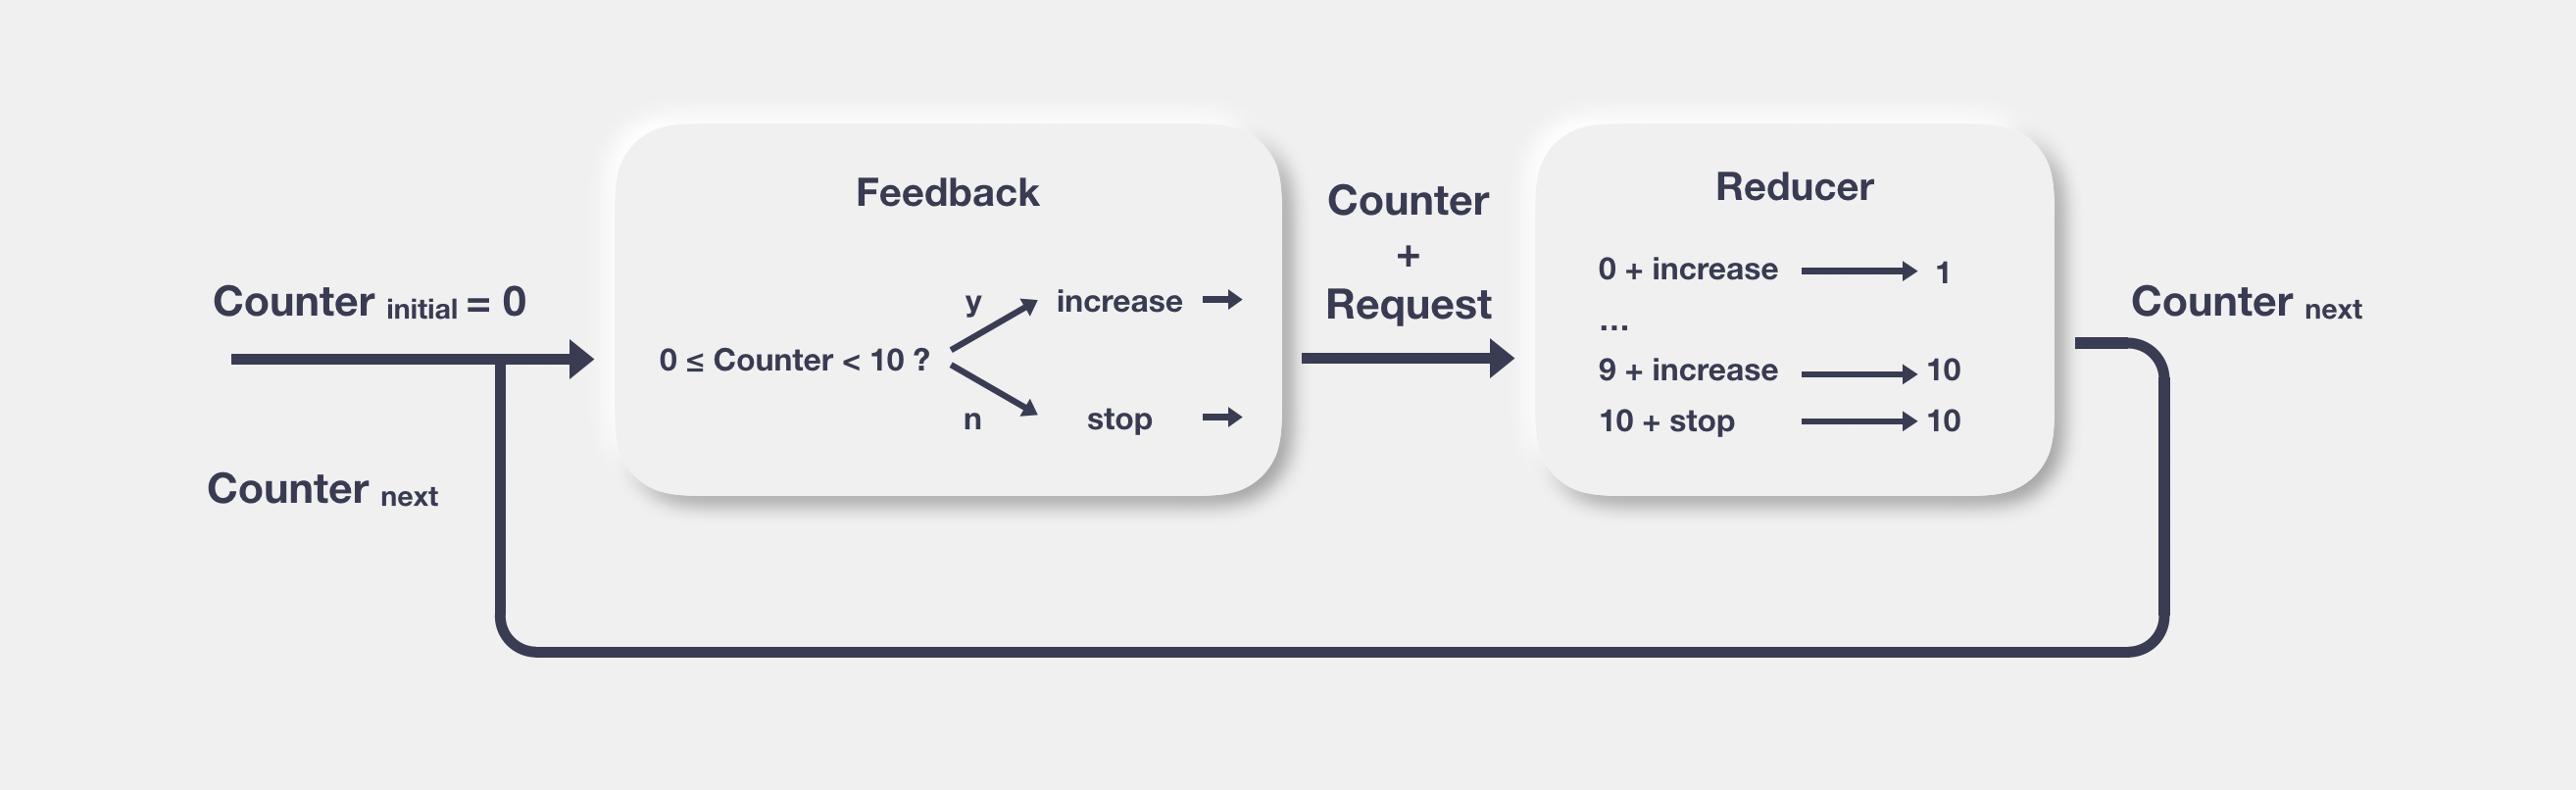 Counter initial = 0
Counter next
Feedback
0 ≤ Counter < 10 ?
y
increase
n
stop
Counter
+
Request
Reducer
0 + increase 1
...
9 + increase 10
10 + stop 10
Counter next